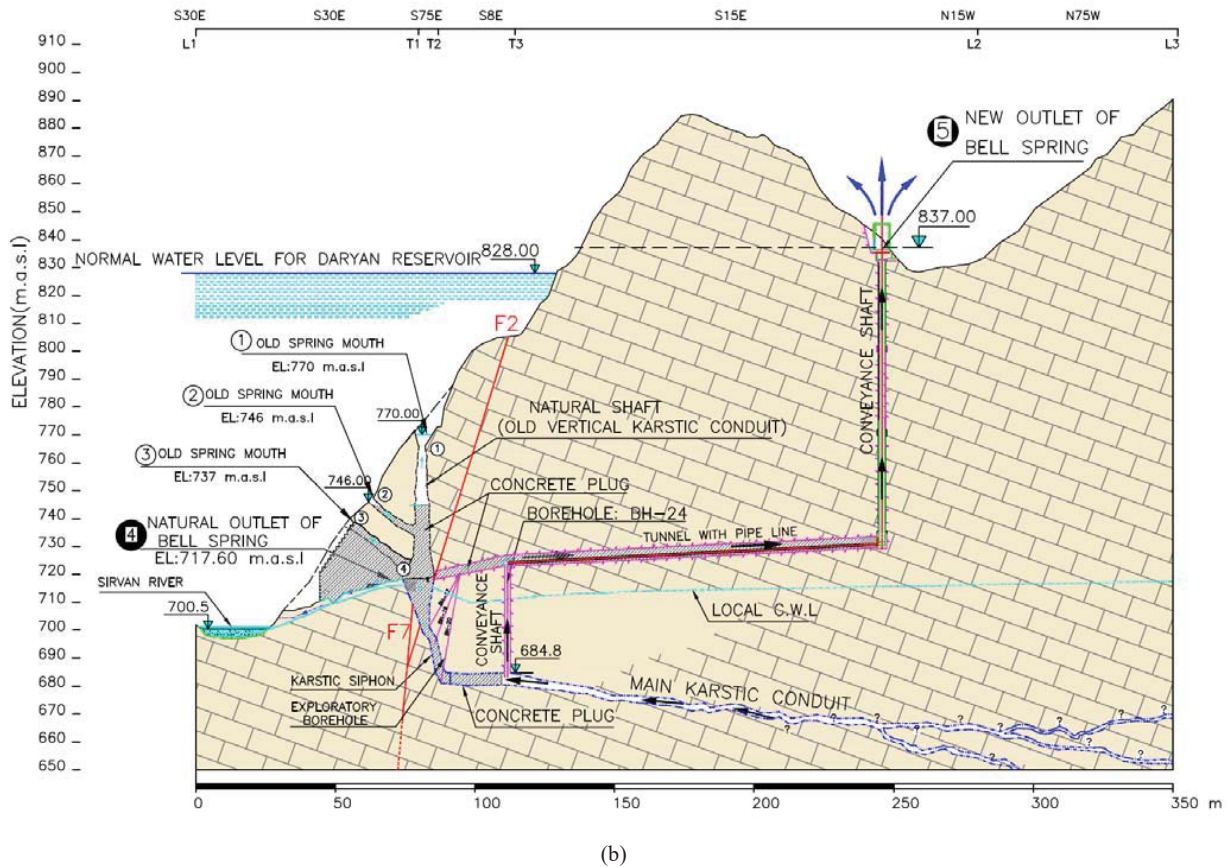 S30E S30E S75E S8E S15E N15W N75W
L1 T1 T2 T3 L2 L3
ELEVATION(m.a.s.l)
910
900
890
880
870
860
850
840
830
820
810
800
790
780
770
760
750
740
730
720
710
700
690
680
670
660
650
5 NEW OUTLET OF
BELL SPRING
837.00
NORMAL WATER LEVEL FOR DARYAN RESERVOIR 828.00
F2
1 OLD SPRING MOUTH
EL:770 m.a.s.l
2 OLD SPRING MOUTH
EL:746 m.a.s.l
3 OLD SPRING MOUTH
EL:737 m.a.s.l
4 NATURAL OUTLET OF
BELL SPRING
EL:717.60 m.a.s.l
SIRVAN RIVER
700.5
770.00
1
746.00
2
3
4
NATURAL SHAFT
(OLD VERTICAL KARSTIC CONDUIT)
CONCRETE PLUG
BOREHOLE: BH-24
TUNNEL WITH PIPE LINE
CONVEYANCE SHAFT
LOCAL G.W.L
F7
CONVEYANCE
SHAFT
684.8
KARSTIC SIPHON
EXPLORATORY
BOREHOLE
CONCRETE PLUG
MAIN KARSTIC CONDUIT
? ? ? ? ? ? ? ? ? ?
0 50 100 150 200 250 300 350 m
(b)